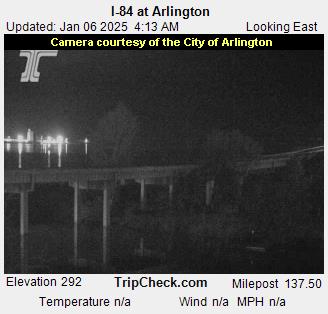 I-84 at Arlington
Updated: Jan 06 2025 4:13 AM Looking East
Camera courtesy of the City of Arlington
Elevation 292 TripCheck.com Milepost 137.50
Temperature n/a Wind n/a MPH n/a